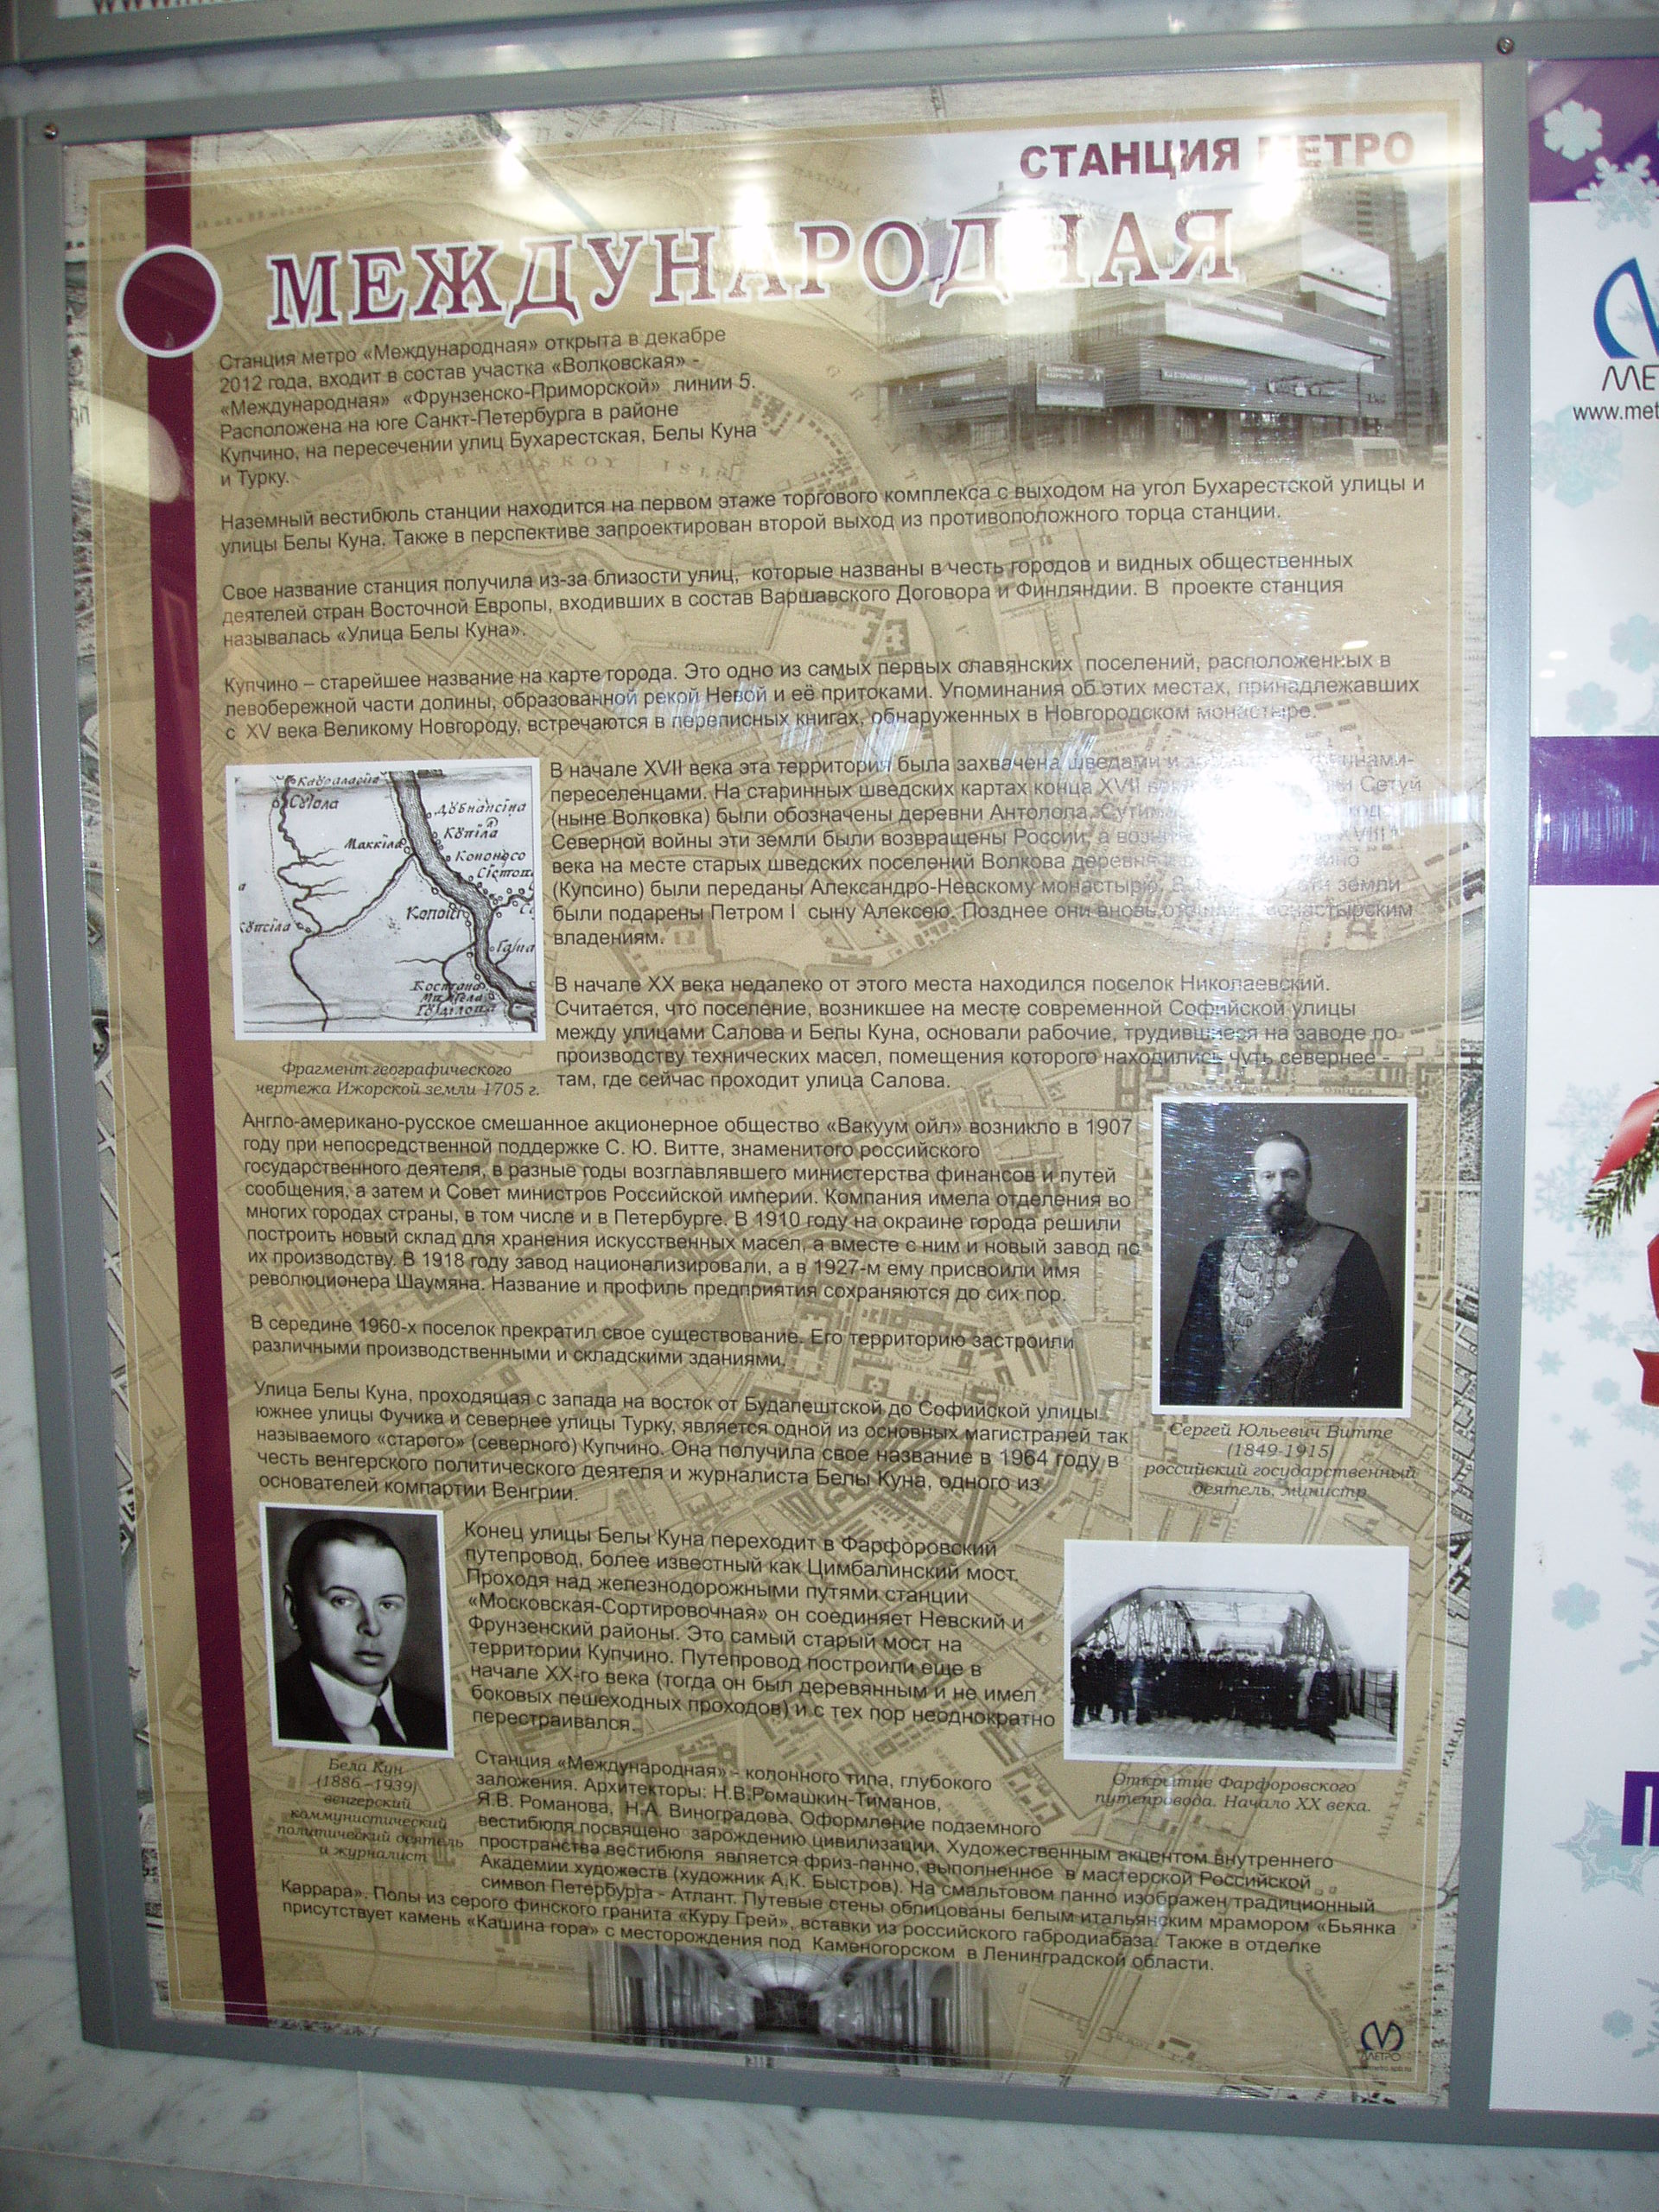 СТАНЦИЯ МЕТРО
МЕЖДУНАРОДНАЯ
Станция метро «Международная» открыта в декабре
2012 года, входит в состав участка «Волковская» -
«Международная» «Фрунзенско-Приморской» линии 5.
Расположена на юге Санкт-Петербурга в районе
Купчино, на пересечении улиц Бухарестская, Белы Куна
и Турку.
Наземный вестибюль станции находится на первом этаже торгового комплекса с выходом на угол Бухарестской улицы и
улицы Белы Куна. Также в перспективе запроектирован второй выход из противоположного торца станции.
Свое название станция получила из-за близости улиц, которые названы в честь городов и видных общественных
деятелей стран Восточной Европы, входивших в состав Варшавского Договора и Финляндии. В проекте станция
называлась «Улица Белы Куна».
Купчино – старейшее название на карте города. Это одно из самых первых славянских поселений, расположенных в
левобережной части долины, образованной рекой Невой и её притоками. Упоминания об этих местах, принадлежавших
с XV века Великому Новгороду, встречаются в переписных книгах, обнаруженных в Новгородском монастыре.
В начале XVII века эта территория была захвачена шведами и
переселенцами. На старинных шведских картах конца XVII Сетуй
(ныне Волковка) были обозначены деревни Антолола,
Северной войны эти земли были возвращены России, а XVIII
века на месте старых шведских поселений Волкова деревня
(Купсино) были переданы Александро-Невскому монастырю. эти земли
были подарены Петром I сыну Алексею. Позднее они вновь отошли монастырским
владениям.
Каураласпа
Сутола
Дубнансина
Купила
Маккила
Кононосо
Копоис
Костана
Фрагмент географического
чертежа Ижорской земли 1705 г.
В начале XX века недалеко от этого места находился поселок Николаевский.
Считается, что поселение, возникшее на месте современной Софийской улицы
между улицами Салова и Белы Куна, основали рабочие, трудившиеся на заводе по
производству технических масел, помещения которого находились чуть севернее -
там, где сейчас проходит улица Салова.
Англо-американо-русское смешанное акционерное общество «Вакуум ойл» возникло в 1907
году при непосредственной поддержке С. Ю. Витте, знаменитого российского
государственного деятеля, в разные годы возглавлявшего министерства финансов и путей
сообщения, а затем и Совет министров Российской империи. Компания имела отделения во
многих городах страны, в том числе и в Петербурге. В 1910 году на окраине города решили
построить новый склад для хранения искусственных масел, а вместе с ним и новый завод по
их производству. В 1918 году завод национализировали, а в 1927-м ему присвоили имя
революционера Шаумяна. Название и профиль предприятия сохраняются до сих пор.
В середине 1960-х поселок прекратил свое существование. Его территорию застроили
различными производственными и складскими зданиями.
Улица Белы Куна, проходящая с запада на восток от Будапештской до Софийской улицы
южнее улицы Фучика и севернее улицы Турку, является одной из основных магистралей так
называемого «старого» (северного) Купчино. Она получила свое название в 1964 году в
честь венгерского политического деятеля и журналиста Белы Куна, одного из
основателей компартии Венгрии.
Сергей Юльевич Витте
(1849-1915)
российский государственный
деятель, министр
Конец улицы Белы Куна переходит в Фарфоровский
путепровод, более известный как Цимбалинский мост.
Проходя над железнодорожными путями станции
«Московская-Сортировочная» он соединяет Невский и
Фрунзенский районы. Это самый старый мост на
территории Купчино. Путепровод построили еще в
начале XX-го века (тогда он был деревянным и не имел
боковых пешеходных проходов) и с тех пор неоднократно
перестраивался.
Бела Кун
(1886 –1939)
венгерский
коммунистический
политический деятель
и журналист
Открытие Фарфоровского
путепровода. Начало XX века.
Станция «Международная» - колонного типа, глубокого
заложения. Архитекторы: Н.В.Ромашкин-Тиманов,
Я.В. Романова, Н.А. Виноградова. Оформление подземного
вестибюля посвящено зарождению цивилизации. Художественным акцентом внутреннего
пространства вестибюля является фриз-панно, выполненное в мастерской Российской
Академии художеств (художник А.К. Быстров). На смальтовом панно изображен традиционный
символ Петербурга - Атлант. Путевые стены облицованы белым итальянским мрамором «Бьянка
Каррара». Полы из серого финского гранита «Куру Грей», вставки из российского габродиабаза. Также в отделке
присутствует камень «Кашина гора» с месторождения под Каменогорском в Ленинградской области.
МЕТРО
www.met